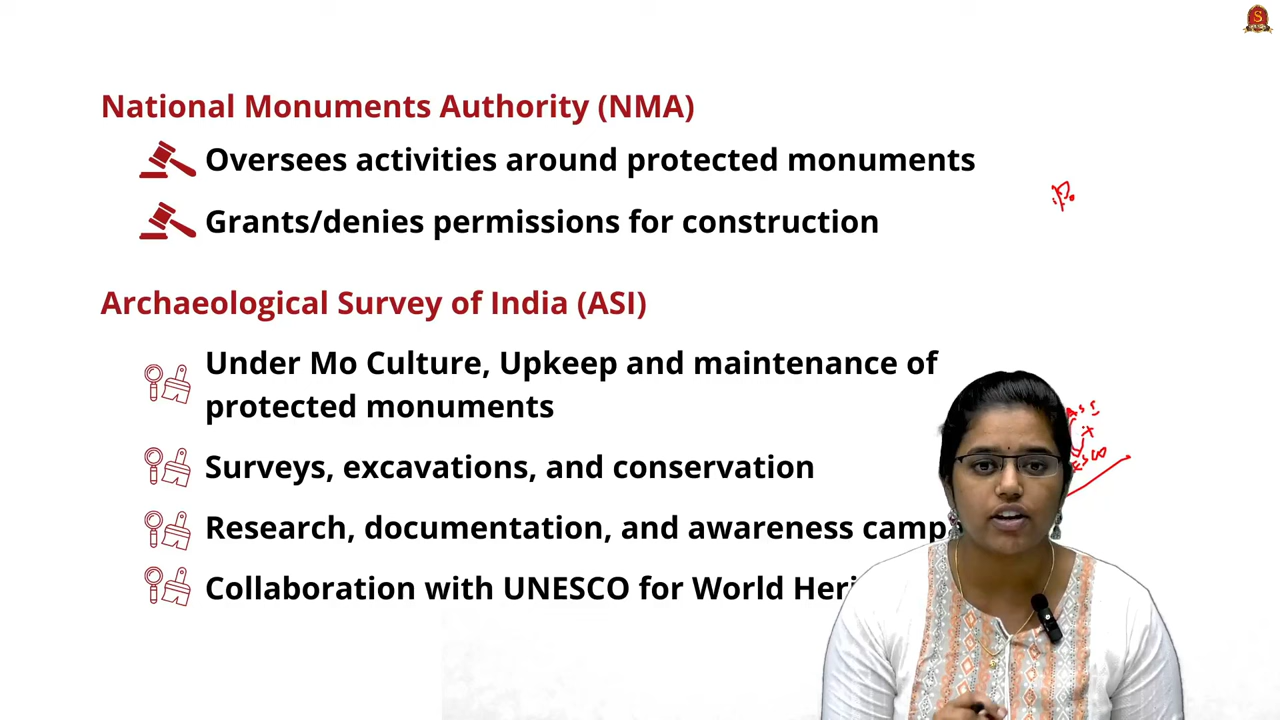 National Monuments Authority (NMA)
Oversees activities around protected monuments
Grants/denies permissions for construction
Archaeological Survey of India (ASI)
Under Mo Culture, Upkeep and maintenance of
protected monuments
Surveys, excavations, and conservation
Research, documentation, and awareness camp
Collaboration with UNESCO for World Heri
ASI
+
ESCO